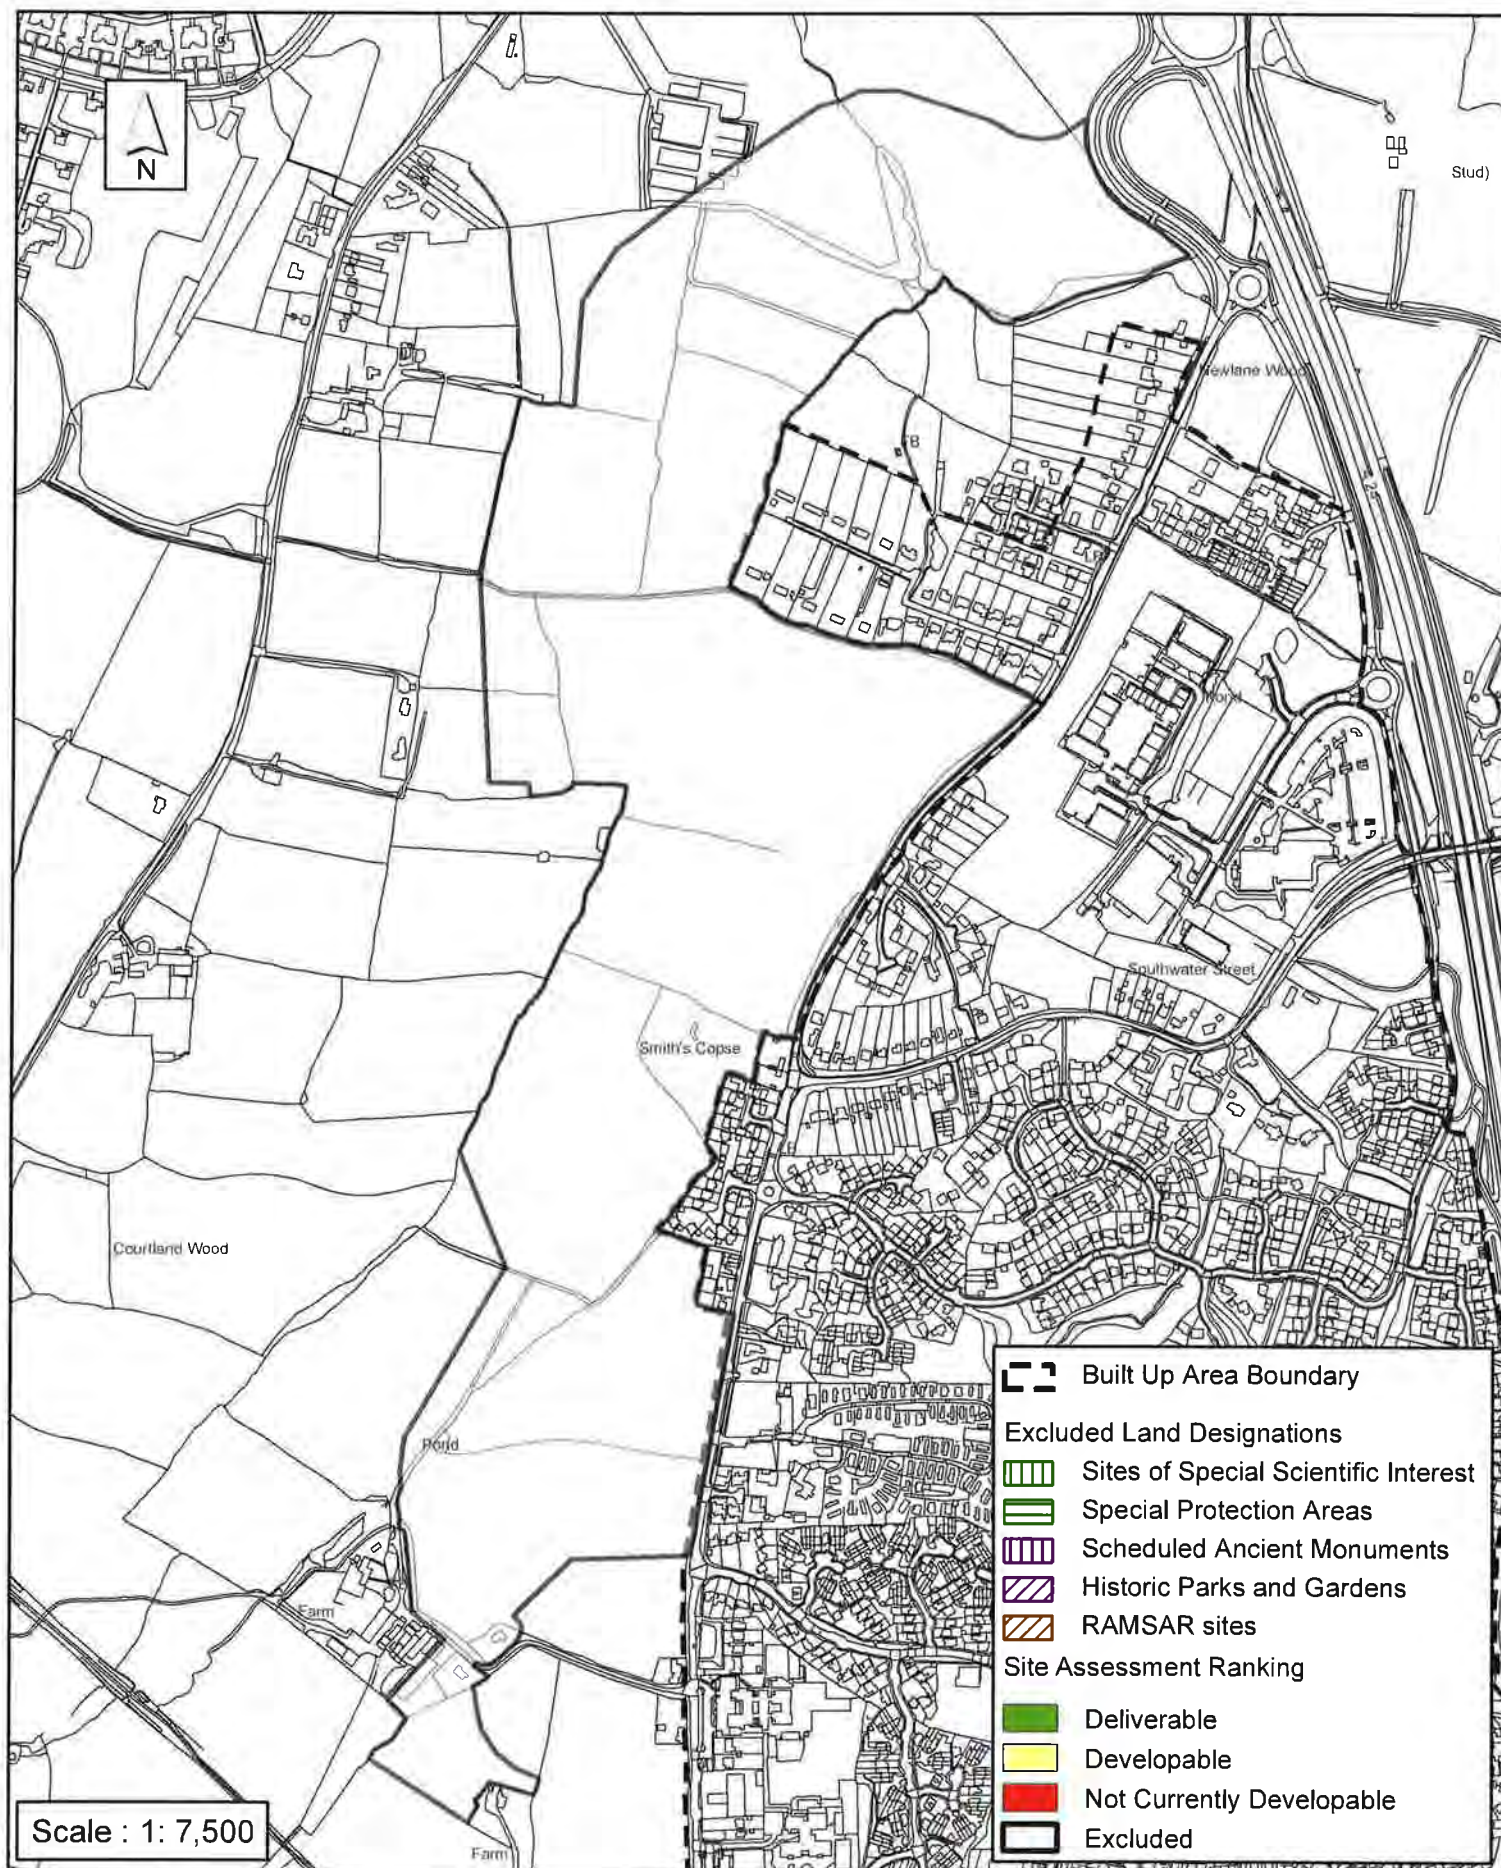 N
Stud)
Newlane Wood
FB
Pond
Southwater Street
Smith's Copse
Courtland Wood
Pond
Farm
Farm
Built Up Area Boundary
Excluded Land Designations
Sites of Special Scientific Interest
Special Protection Areas
Scheduled Ancient Monuments
Historic Parks and Gardens
RAMSAR sites
Site Assessment Ranking
Deliverable
Developable
Not Currently Developable
Excluded
Scale : 1: 7,500